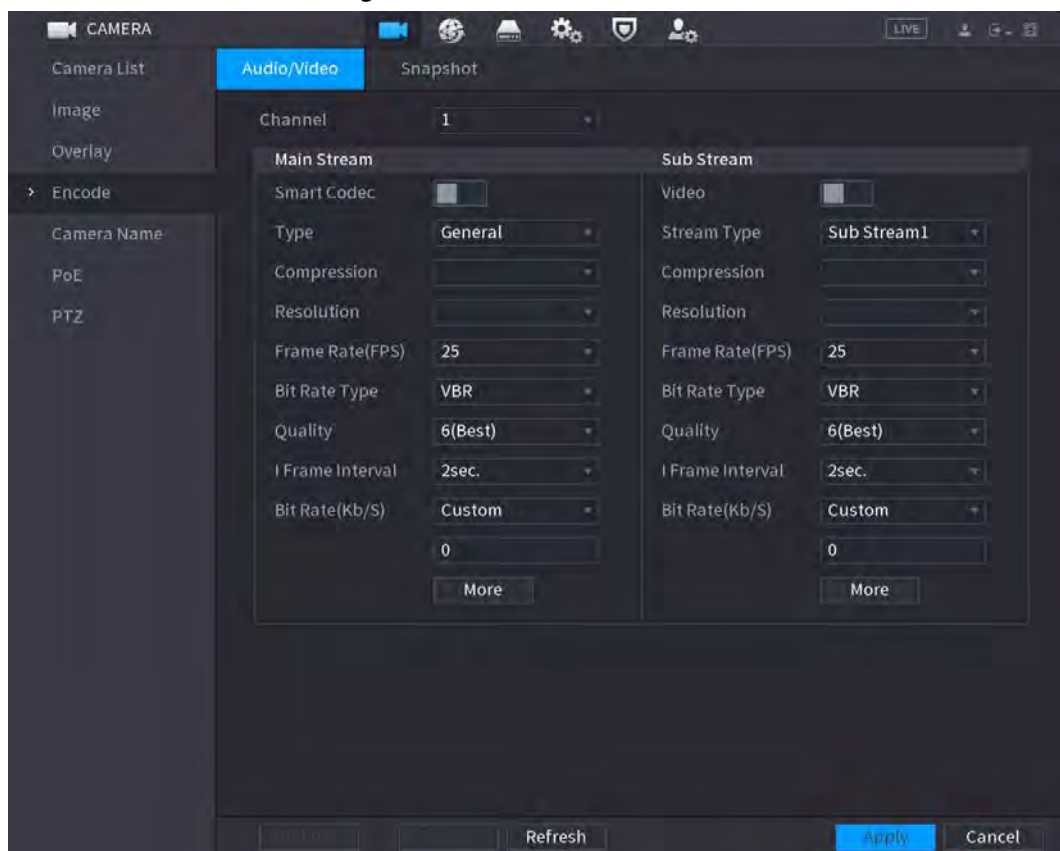 CAMERA LIVE
Camera List
Image
Overlay
Encode
Camera Name
PoE
PTZ
Audio/Video Snapshot
Channel 1
Main Stream Sub Stream
Smart Codec Video
Type General Stream Type Sub Stream1
Compression Compression
Resolution Resolution
Frame Rate(FPS) 25 Frame Rate(FPS) 25
Bit Rate Type VBR Bit Rate Type VBR
Quality 6(Best) Quality 6(Best)
I Frame Interval 2sec. I Frame Interval 2sec.
Bit Rate(Kb/S) Custom Bit Rate(Kb/S) Custom
0 0
More More
Refresh Apply Cancel